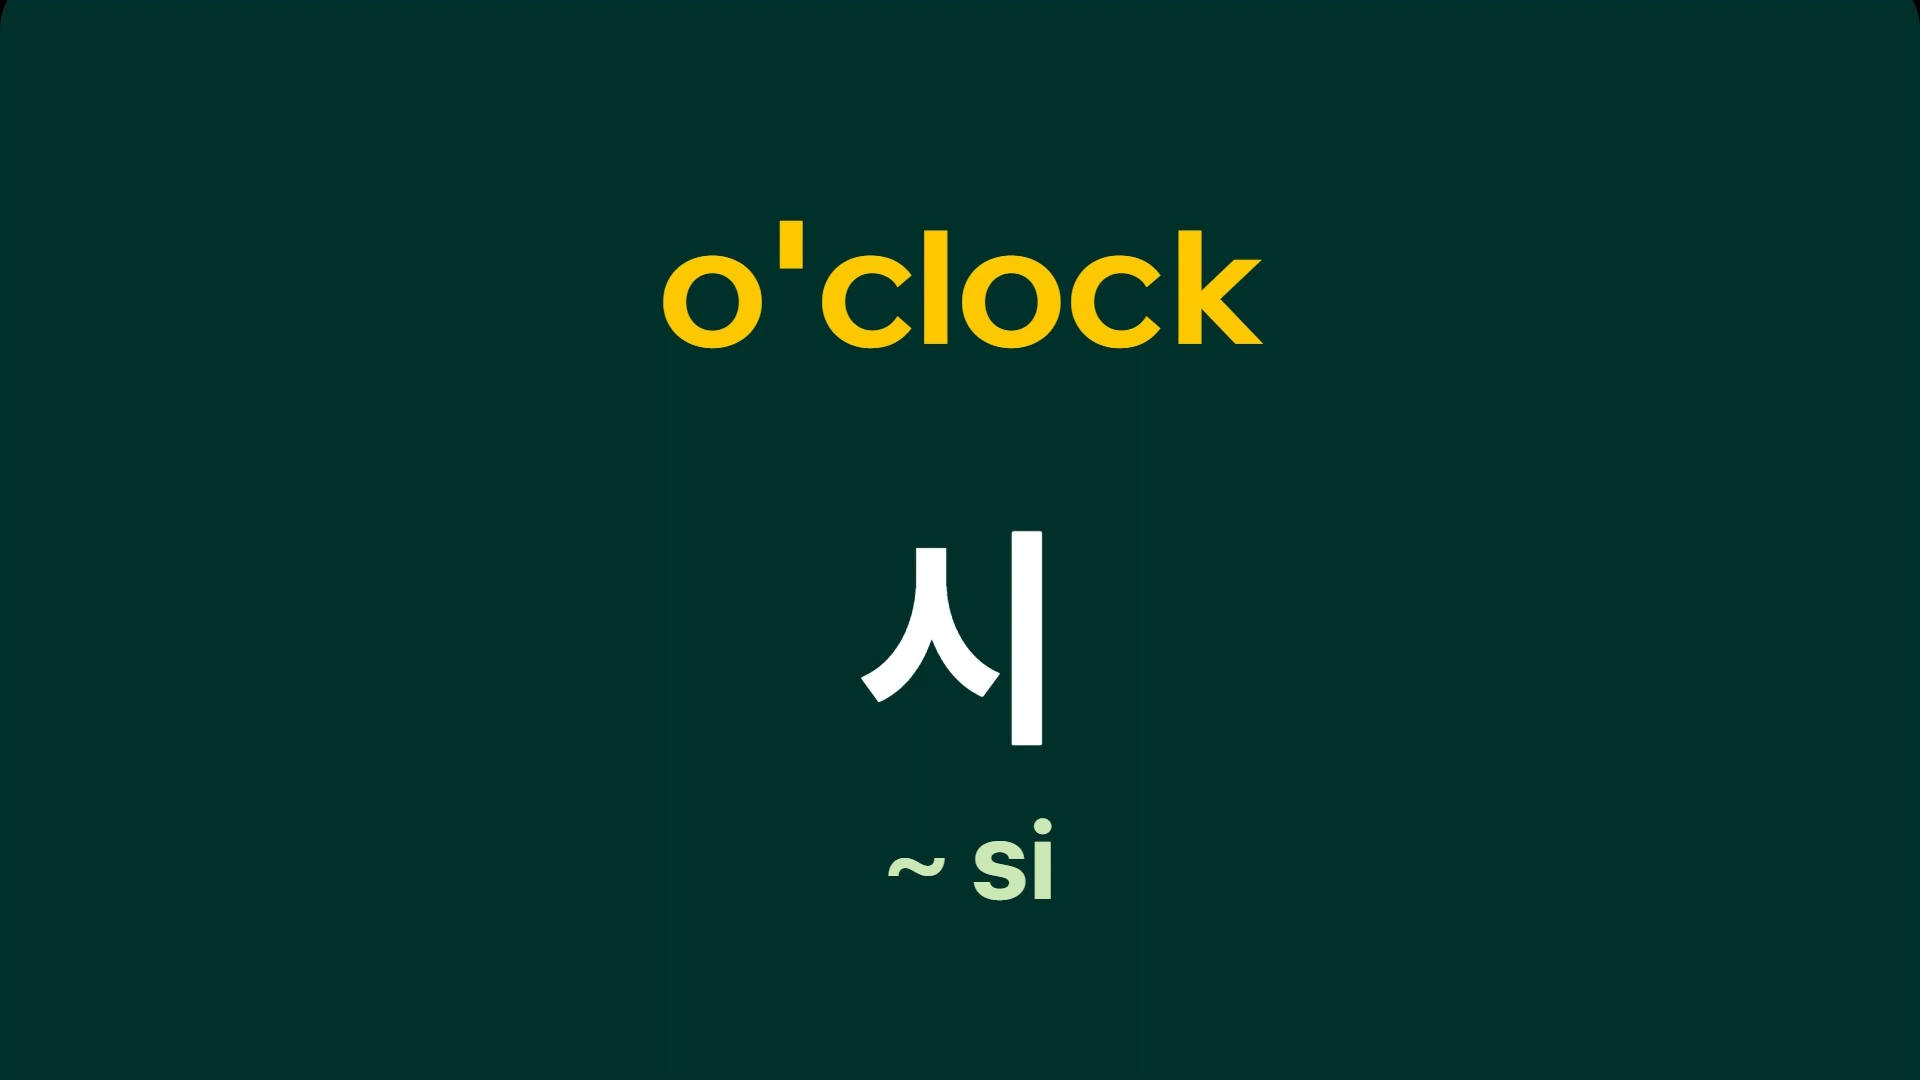 o'clock
시
~ si